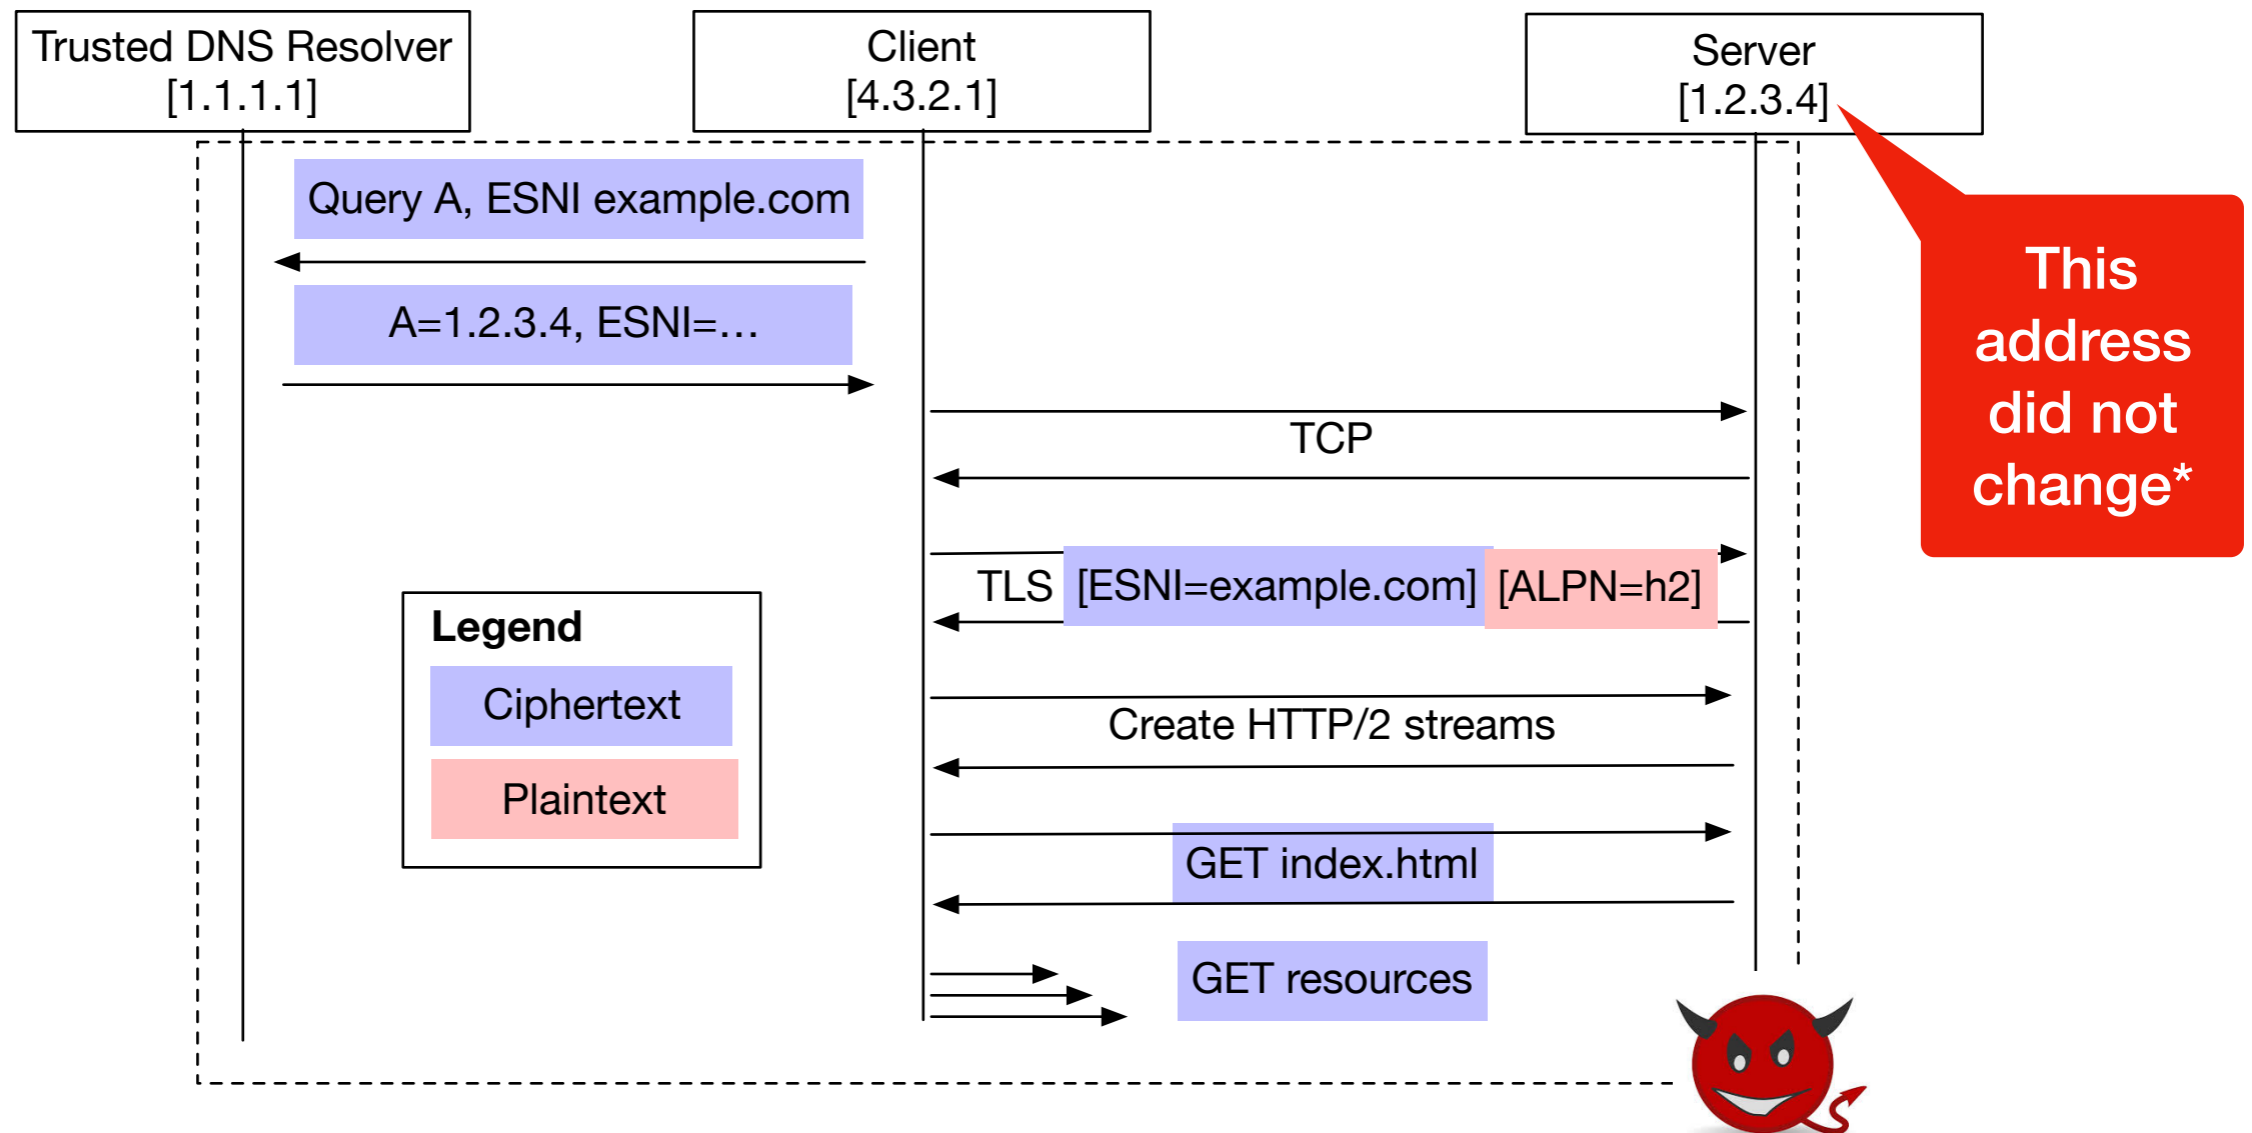 Trusted DNS Resolver
[1.1.1.1]
Client
[4.3.2.1]
Server
[1.2.3.4]
Query A, ESNI example.com
A=1.2.3.4, ESNI=…
This
address
did not
change*
TCP
TLS [ESNI=example.com] [ALPN=h2]
Legend
Ciphertext
Plaintext
Create HTTP/2 streams
GET index.html
GET resources